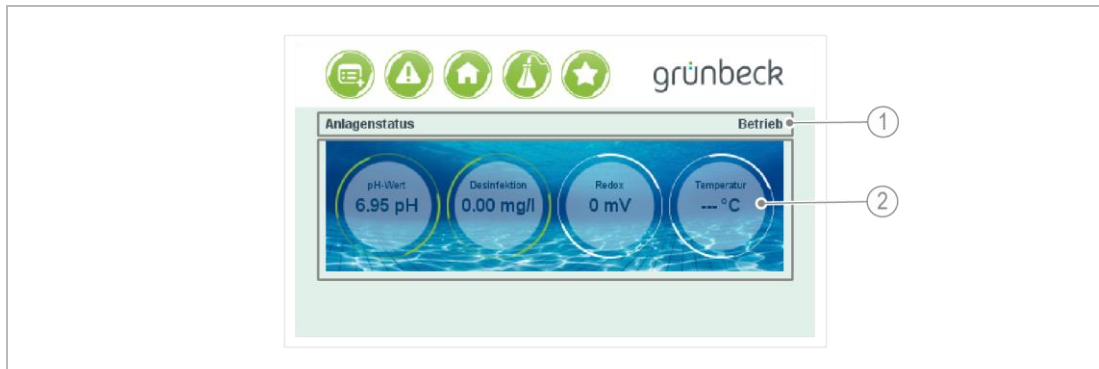 grünbeck
Anlagenstatus Betrieb
1
pH-Wert Desinfektion Redox Temperatur
6.95 pH 0.00 mg/l 0 mV --- °C
2